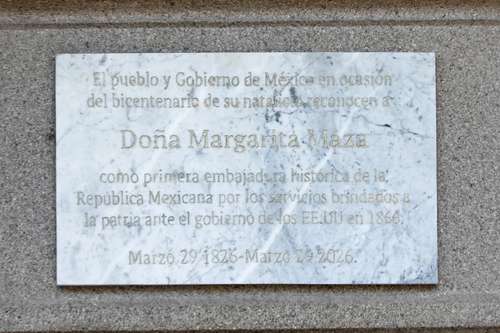 El pueblo y Gobierno de México en ocasión
del bicentenario de su natalicio reconocen a
Doña Margarita Maza
como primera embajadora histórica de la
República Mexicana por los servicios brindados a
la patria ante el gobierno de los EE.UU en 1866.
Marzo 29 1826-Marzo 29 2026.